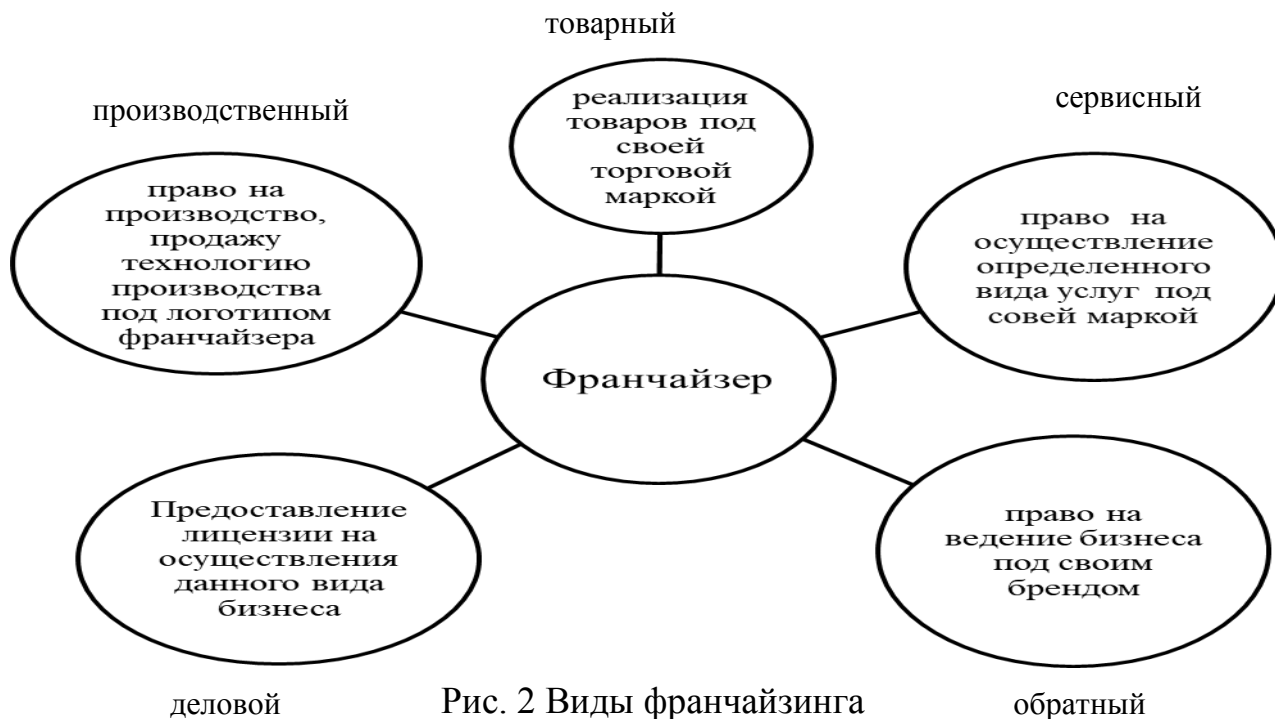 товарный
производственный
сервисный
реализация
товаров под
своей
торговой
маркой
право на
производство,
продажу
технологию
производства
под логотипом
франчайзера
право на
осуществление
определенного
вида услуг под
совей маркой
Франчайзер
Предоставление
лицензии на
осуществления
данного вида
бизнеса
право на
ведение бизнеса
под своим
брендом
деловой
Рис. 2 Виды франчайзинга
обратный